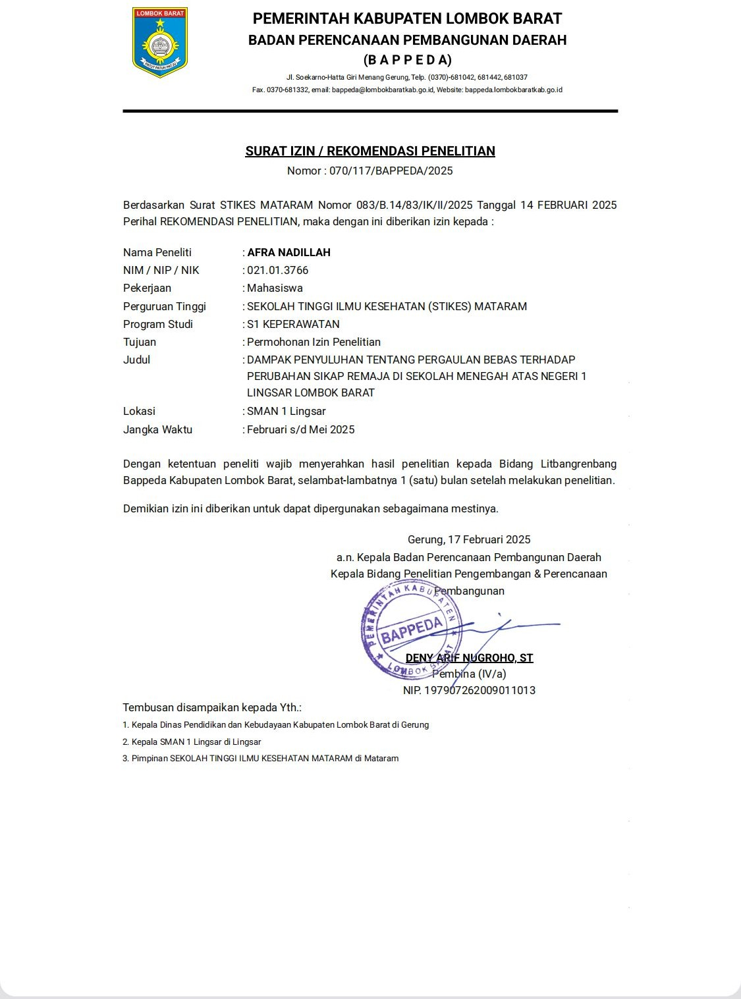 LOMBOK BARAT
PATUT PATUH PATJU
PEMERINTAH KABUPATEN LOMBOK BARAT
BADAN PERENCANAAN PEMBANGUNAN DAERAH
(B A P P E D A)
Jl. Soekarno-Hatta Giri Menang Gerung, Telp. (0370)-681042, 681442, 681037
Fax. 0370-681332, email: bappeda@lombokbaratkab.go.id, Website: bappeda.lombokbaratkab.go.id
SURAT IZIN / REKOMENDASI PENELITIAN
Nomor : 070/117/BAPPEDA/2025
Berdasarkan Surat STIKES MATARAM Nomor 083/B.14/83/IK/II/2025 Tanggal 14 FEBRUARI 2025
Perihal REKOMENDASI PENELITIAN, maka dengan ini diberikan izin kepada :
Nama Peneliti : AFRA NADILLAH
NIM / NIP / NIK : 021.01.3766
Pekerjaan : Mahasiswa
Perguruan Tinggi : SEKOLAH TINGGI ILMU KESEHATAN (STIKES) MATARAM
Program Studi : S1 KEPERAWATAN
Tujuan : Permohonan Izin Penelitian
Judul : DAMPAK PENYULUHAN TENTANG PERGAULAN BEBAS TERHADAP
PERUBAHAN SIKAP REMAJA DI SEKOLAH MENEGAH ATAS NEGERI 1
LINGSAR LOMBOK BARAT
Lokasi : SMAN 1 Lingsar
Jangka Waktu : Februari s/d Mei 2025
Dengan ketentuan peneliti wajib menyerahkan hasil penelitian kepada Bidang Litbangrenbang
Bappeda Kabupaten Lombok Barat, selambat-lambatnya 1 (satu) bulan setelah melakukan penelitian.
Demikian izin ini diberikan untuk dapat dipergunakan sebagaimana mestinya.
Gerung, 17 Februari 2025
a.n. Kepala Badan Perencanaan Pembangunan Daerah
Kepala Bidang Penelitian Pengembangan & Perencanaan
Pembangunan
PEMERINTAH KABUPATEN
BAPPEDA
LOMBOK BARAT
DENY ARIF NUGROHO, ST
Pembina (IV/a)
NIP. 197907262009011013
Tembusan disampaikan kepada Yth.:
1. Kepala Dinas Pendidikan dan Kebudayaan Kabupaten Lombok Barat di Gerung
2. Kepala SMAN 1 Lingsar di Lingsar
3. Pimpinan SEKOLAH TINGGI ILMU KESEHATAN MATARAM di Mataram